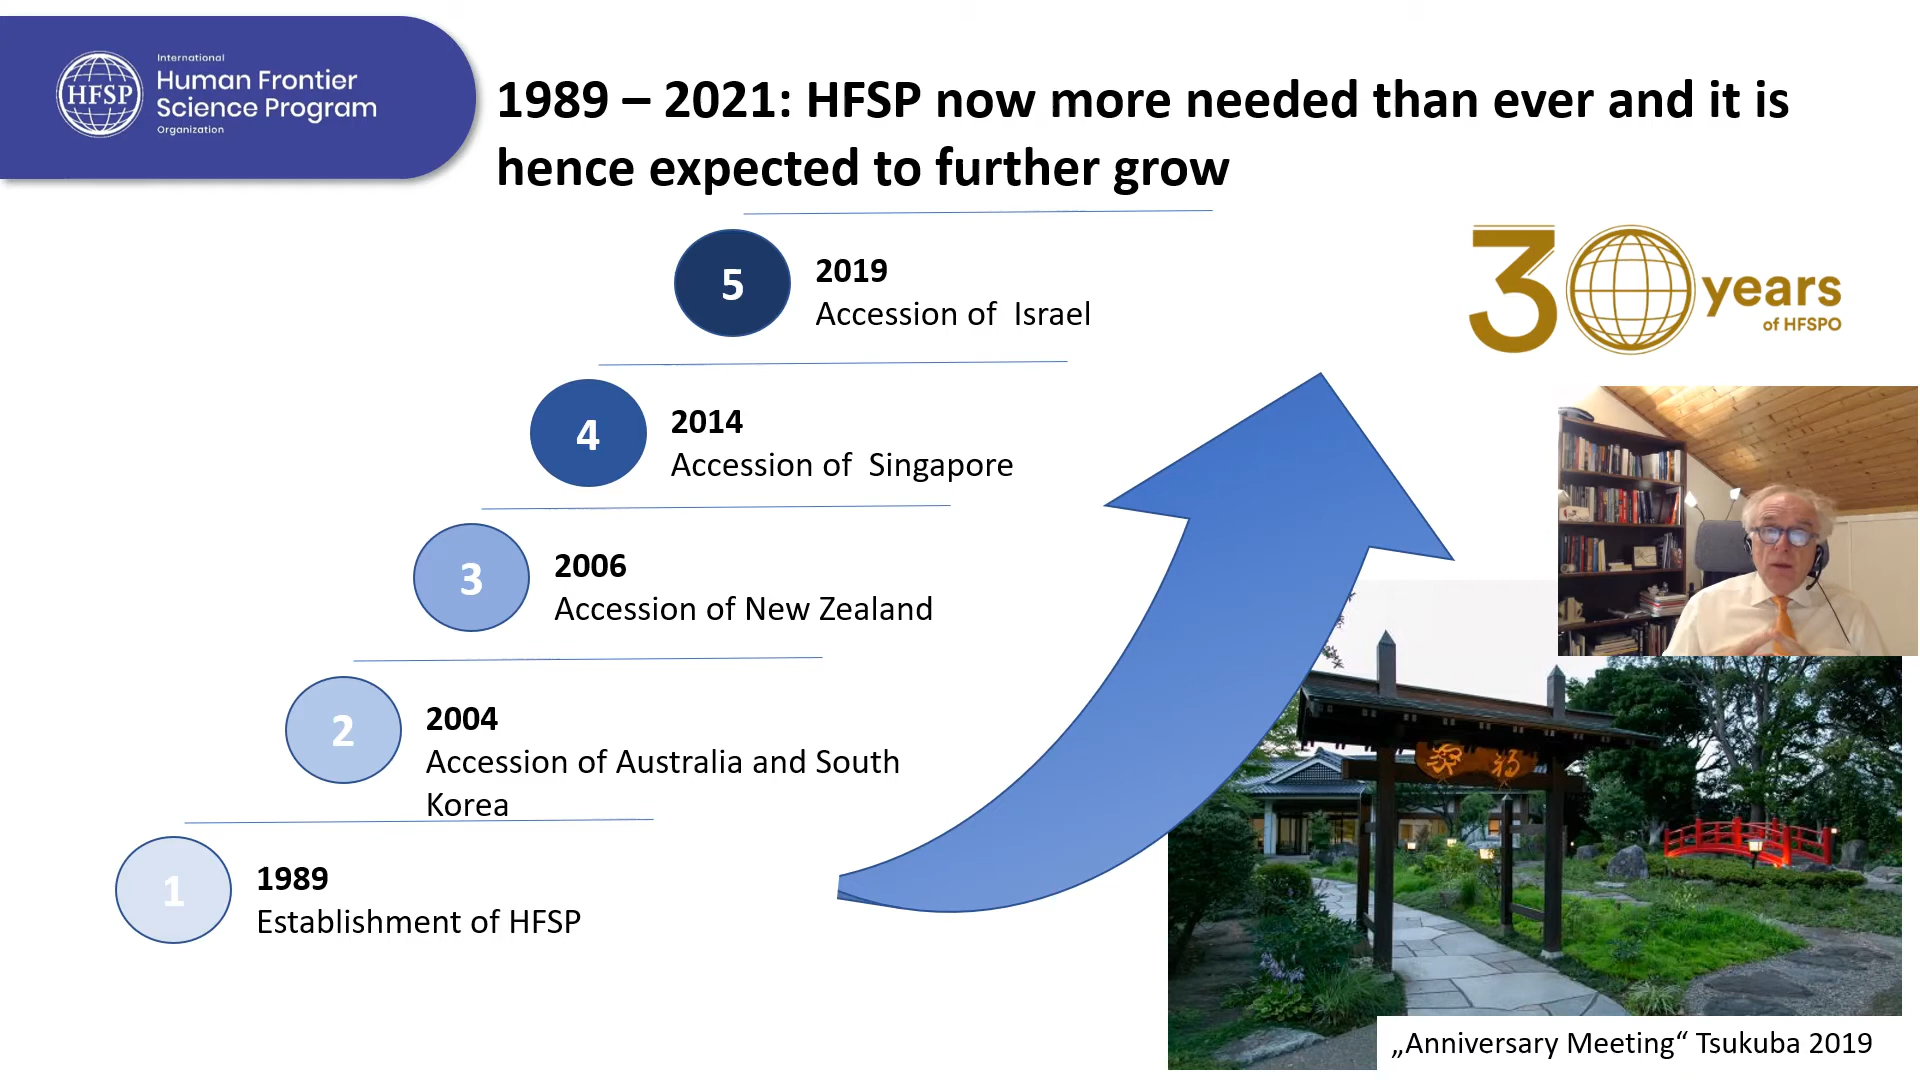 International
Human Frontier
Science Program
Organization
HFSP
1989 – 2021: HFSP now more needed than ever and it is
hence expected to further grow
5
2019
Accession of  Israel
4
2014
Accession of  Singapore
3
2006
Accession of New Zealand
2
2004
Accession of Australia and South
Korea
1
1989
Establishment of HFSP
30 years
of HFSPO
„Anniversary Meeting“ Tsukuba 2019